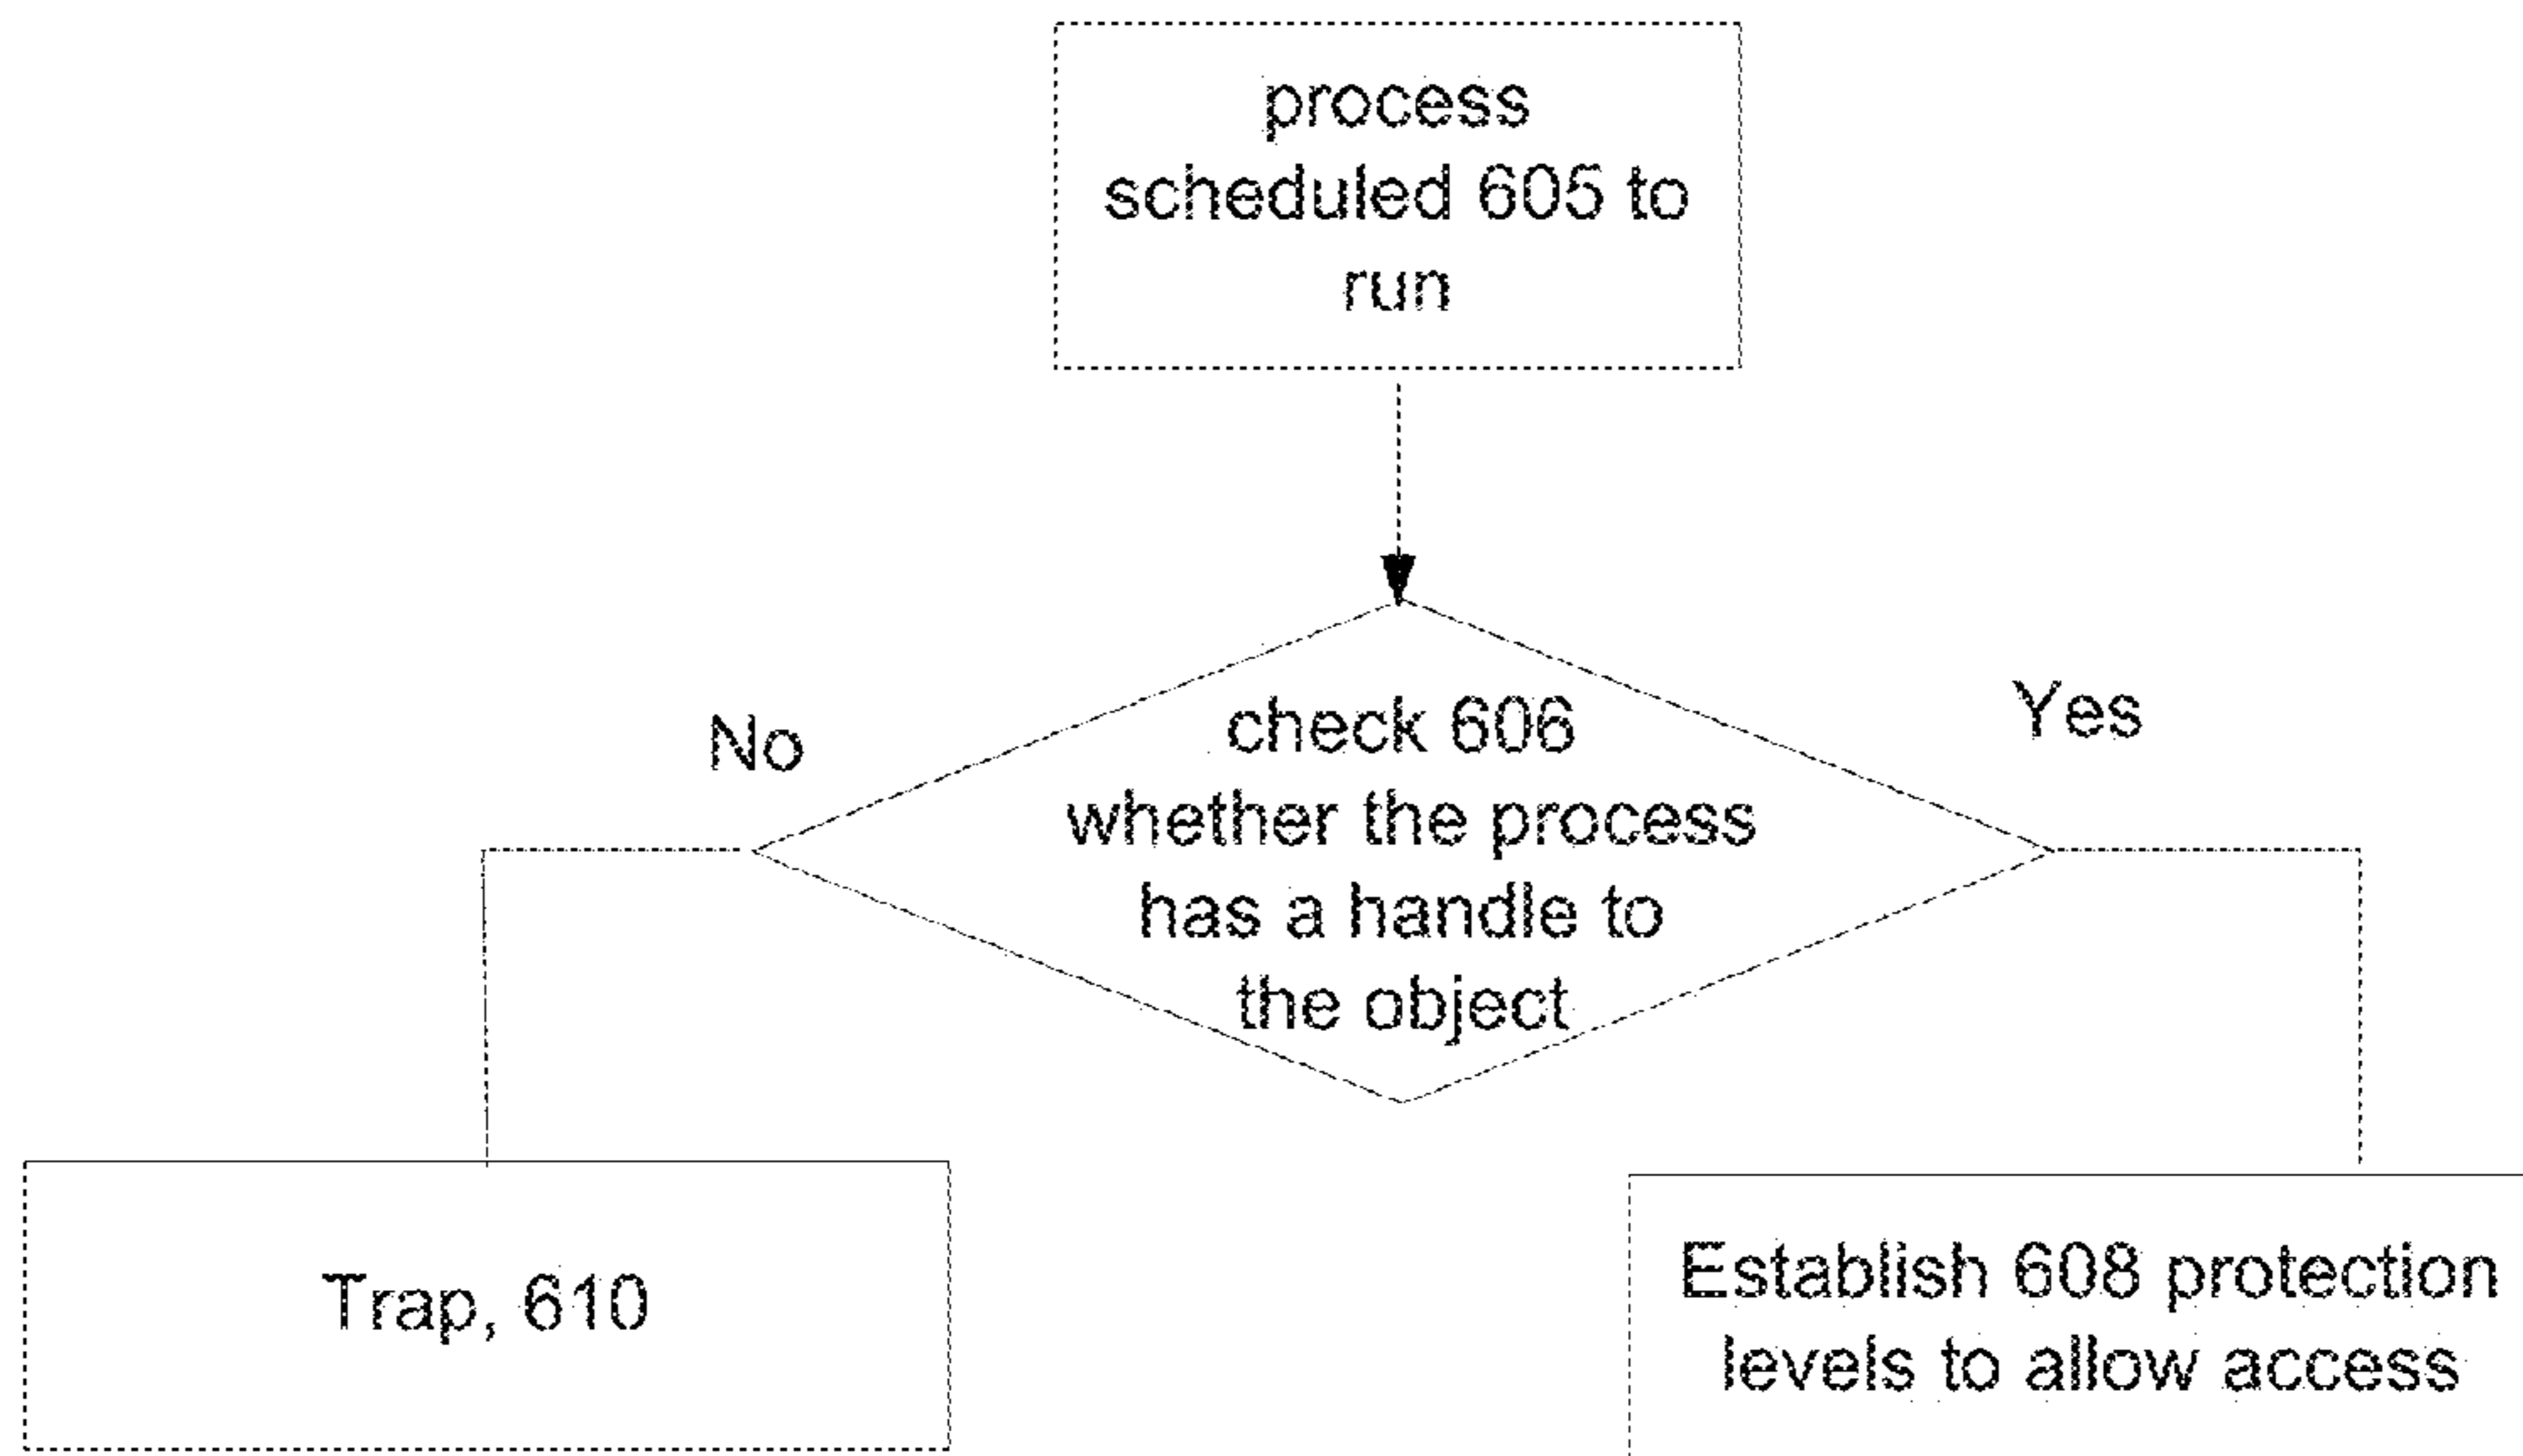 process
scheduled 605 to
run
No
Yes
check 606
whether the process
has a handle to
the object
Trap, 610
Establish 608 protection
levels to allow access